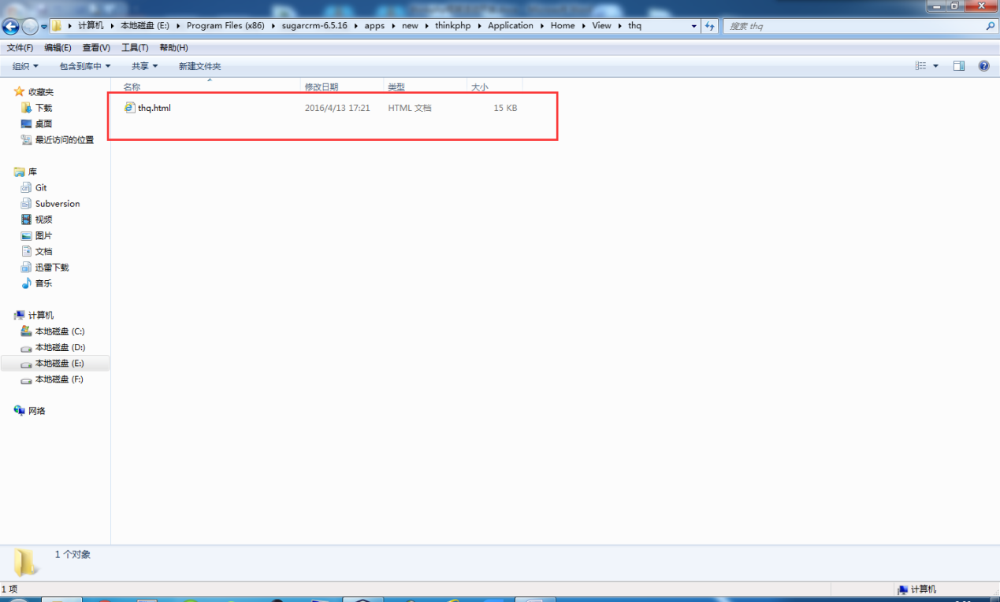 计算机 本地磁盘 (E:) Program Files (x86) sugarcrm-6.5.16 apps new thinkphp Application Home View thq 搜索 thq
文件(F) 编辑(E) 查看(V) 工具(T) 帮助(H)
组织 包含到库中 共享 新建文件夹
收藏夹
下载
桌面
最近访问的位置
库
Git
Subversion
视频
图片
文档
迅雷下载
音乐
计算机
本地磁盘 (C:)
本地磁盘 (D:)
本地磁盘 (E:)
本地磁盘 (F:)
网络
名称 修改日期 类型 大小
thq.html 2016/4/13 17:21 HTML 文档 15 KB
1 个对象
1 项 计算机